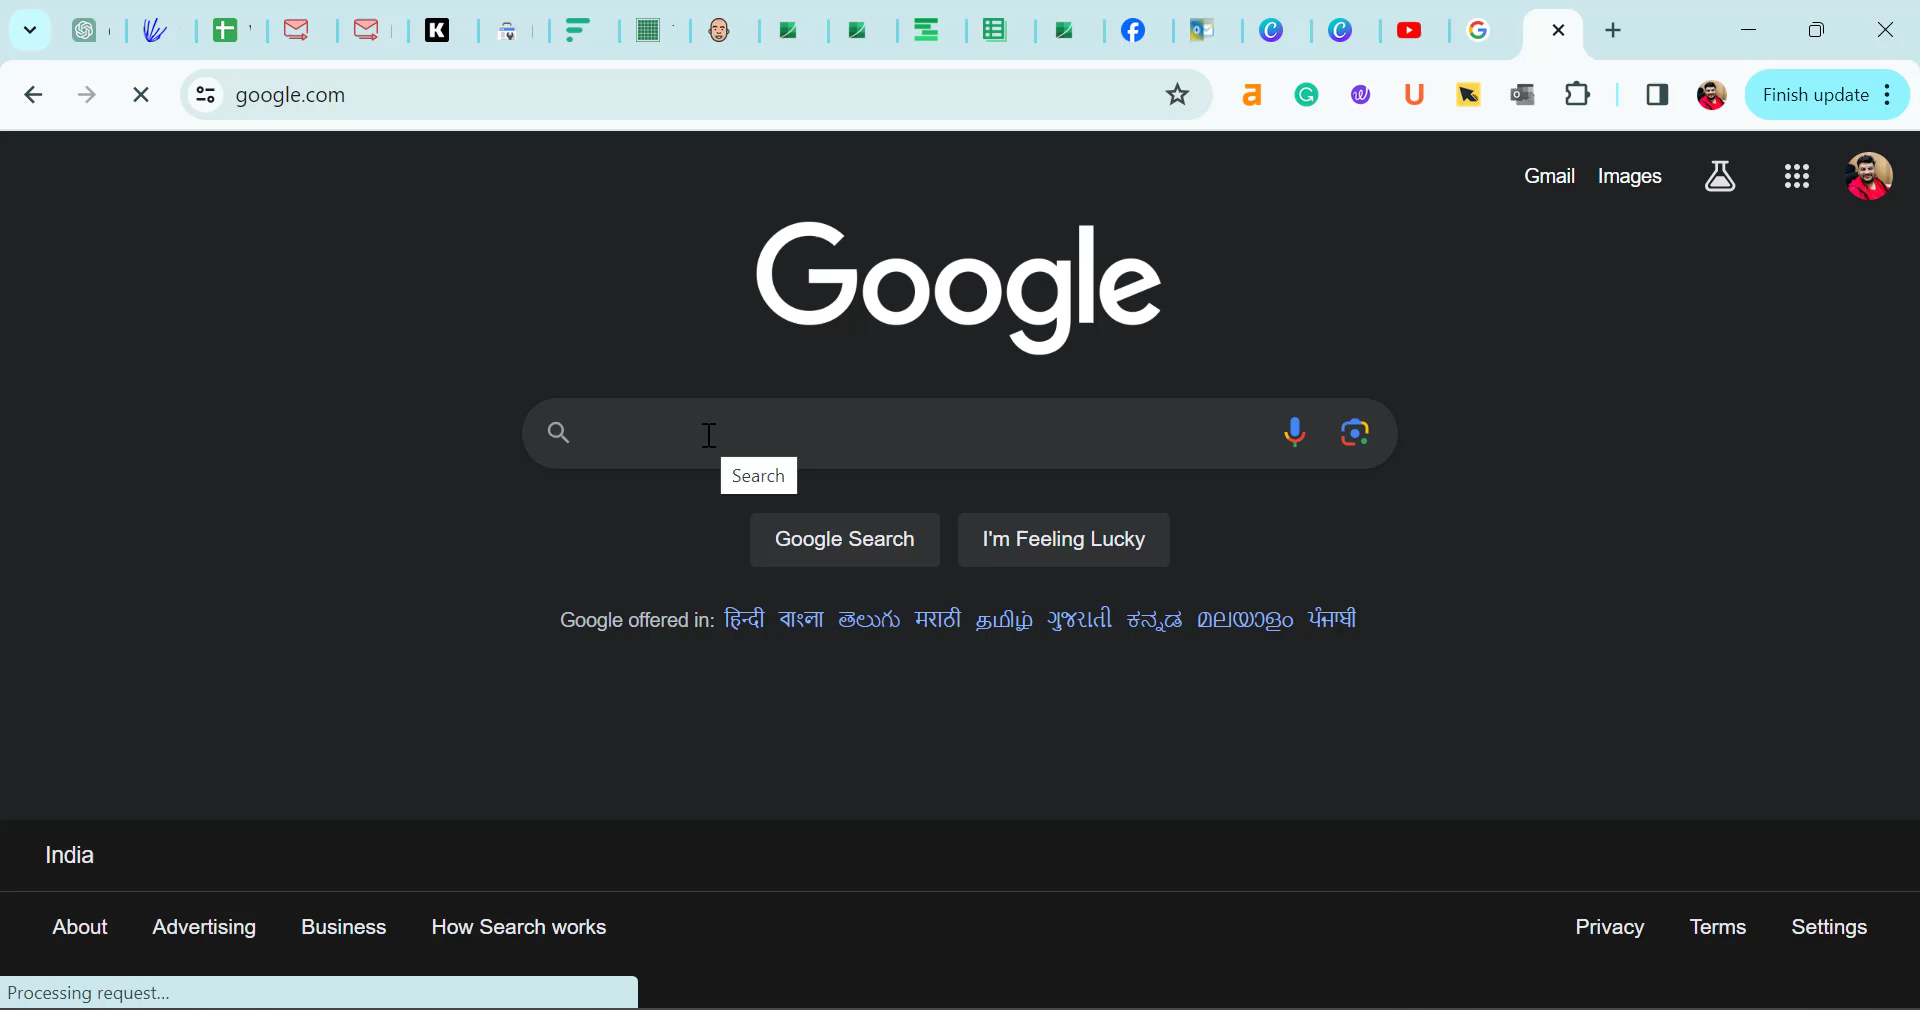 google.com
Finish update
Gmail Images
Google
Search
Google Search I'm Feeling Lucky
Google offered in: हिन्दी বাংলা తెలుగు मराठी தமிழ் ગુજરાતી ಕನ್ನಡ മലയാളം ਪੰਜਾਬੀ
India
About Advertising Business How Search works Privacy Terms Settings
Processing request...